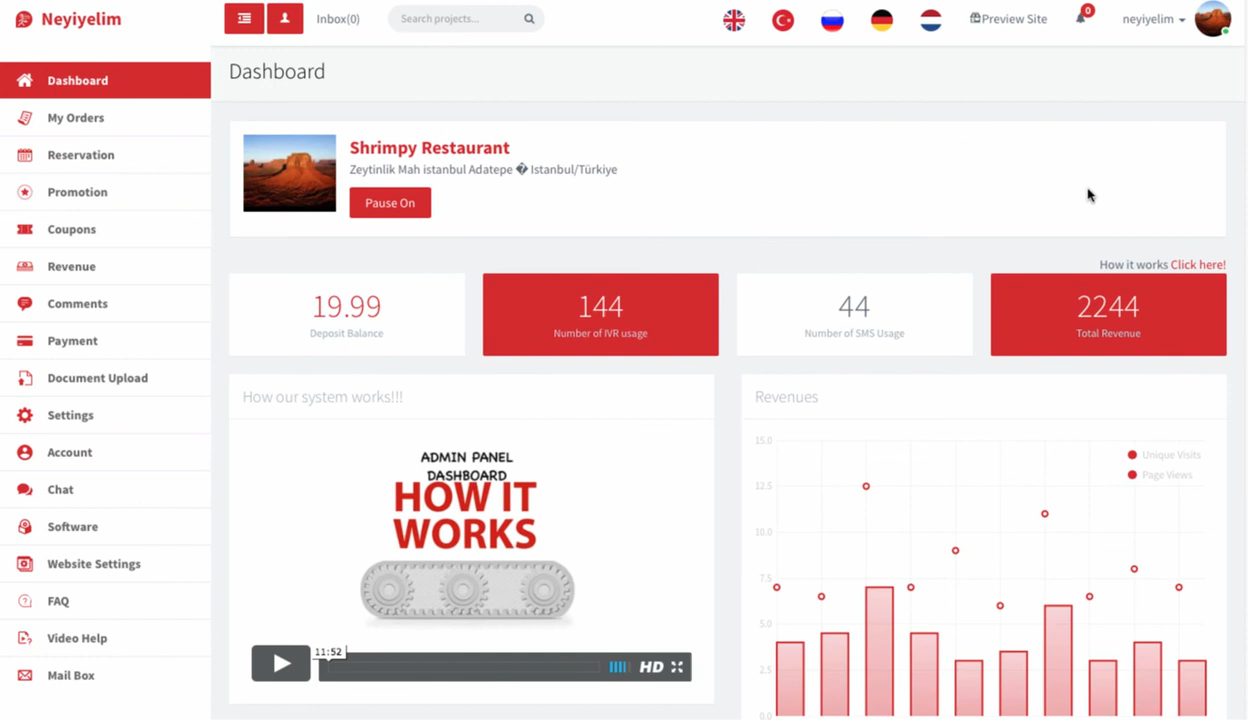 Neyiyelim
Inbox(0)
Search projects...
Preview Site
0
neyiyelim
Dashboard
My Orders
Reservation
Promotion
Coupons
Revenue
Comments
Payment
Document Upload
Settings
Account
Chat
Software
Website Settings
FAQ
Video Help
Mail Box
Dashboard
Shrimpy Restaurant
Zeytinlik Mah istanbul Adatepe � Istanbul/Türkiye
Pause On
How it works Click here!
19.99
Deposit Balance
144
Number of IVR usage
44
Number of SMS Usage
2244
Total Revenue
How our system works!!!
ADMIN PANEL
DASHBOARD
HOW IT
WORKS
11:52
HD
Revenues
Unique Visits
Page Views
15.0
12.5
10.0
7.5
5.0
2.5
0.0